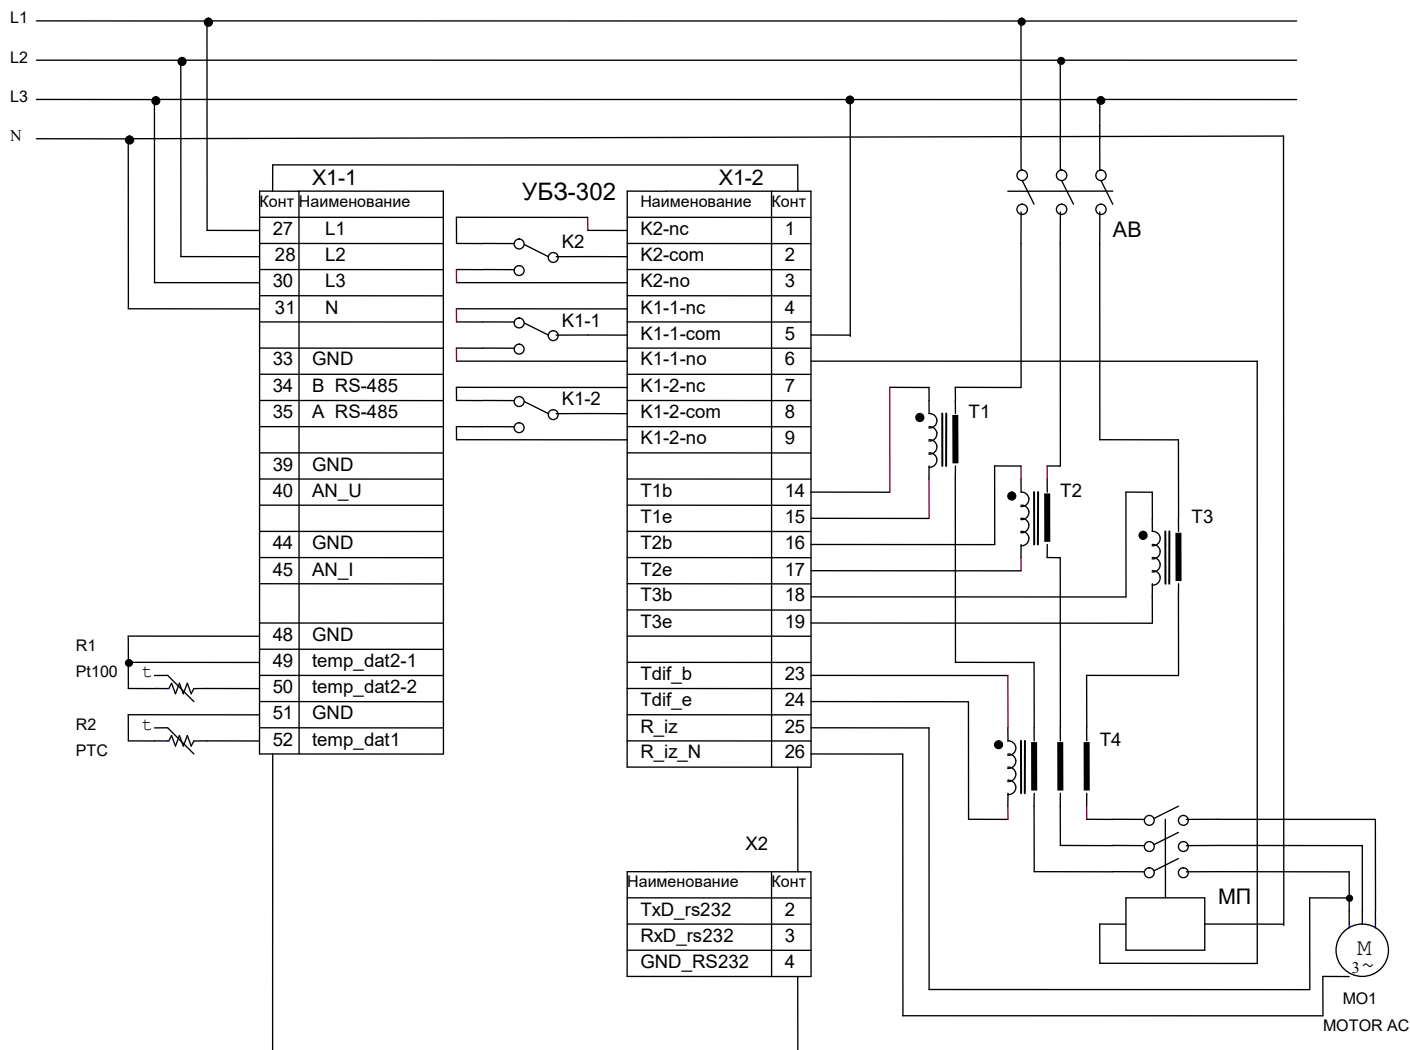 L1
L2
L3
N
X1-1
УБЗ-302
X1-2
Конт Наименование
27 L1
28 L2
30 L3
31 N
33 GND
34 B RS-485
35 A RS-485
39 GND
40 AN_U
44 GND
45 AN_I
48 GND
49 temp_dat2-1
50 temp_dat2-2
51 GND
52 temp_dat1
K2
K1-1
K1-2
Наименование Конт
K2-nc 1
K2-com 2
K2-no 3
K1-1-nc 4
K1-1-com 5
K1-1-no 6
K1-2-nc 7
K1-2-com 8
K1-2-no 9
T1b 14
T1e 15
T2b 16
T2e 17
T3b 18
T3e 19
Tdif_b 23
Tdif_e 24
R_iz 25
R_iz_N 26
AB
T1
T2
T3
T4
R1
Pt100
t
R2
PTC
t
X2
Наименование Конт
TxD_rs232 2
RxD_rs232 3
GND_RS232 4
МП
M
3~
MO1
MOTOR AC